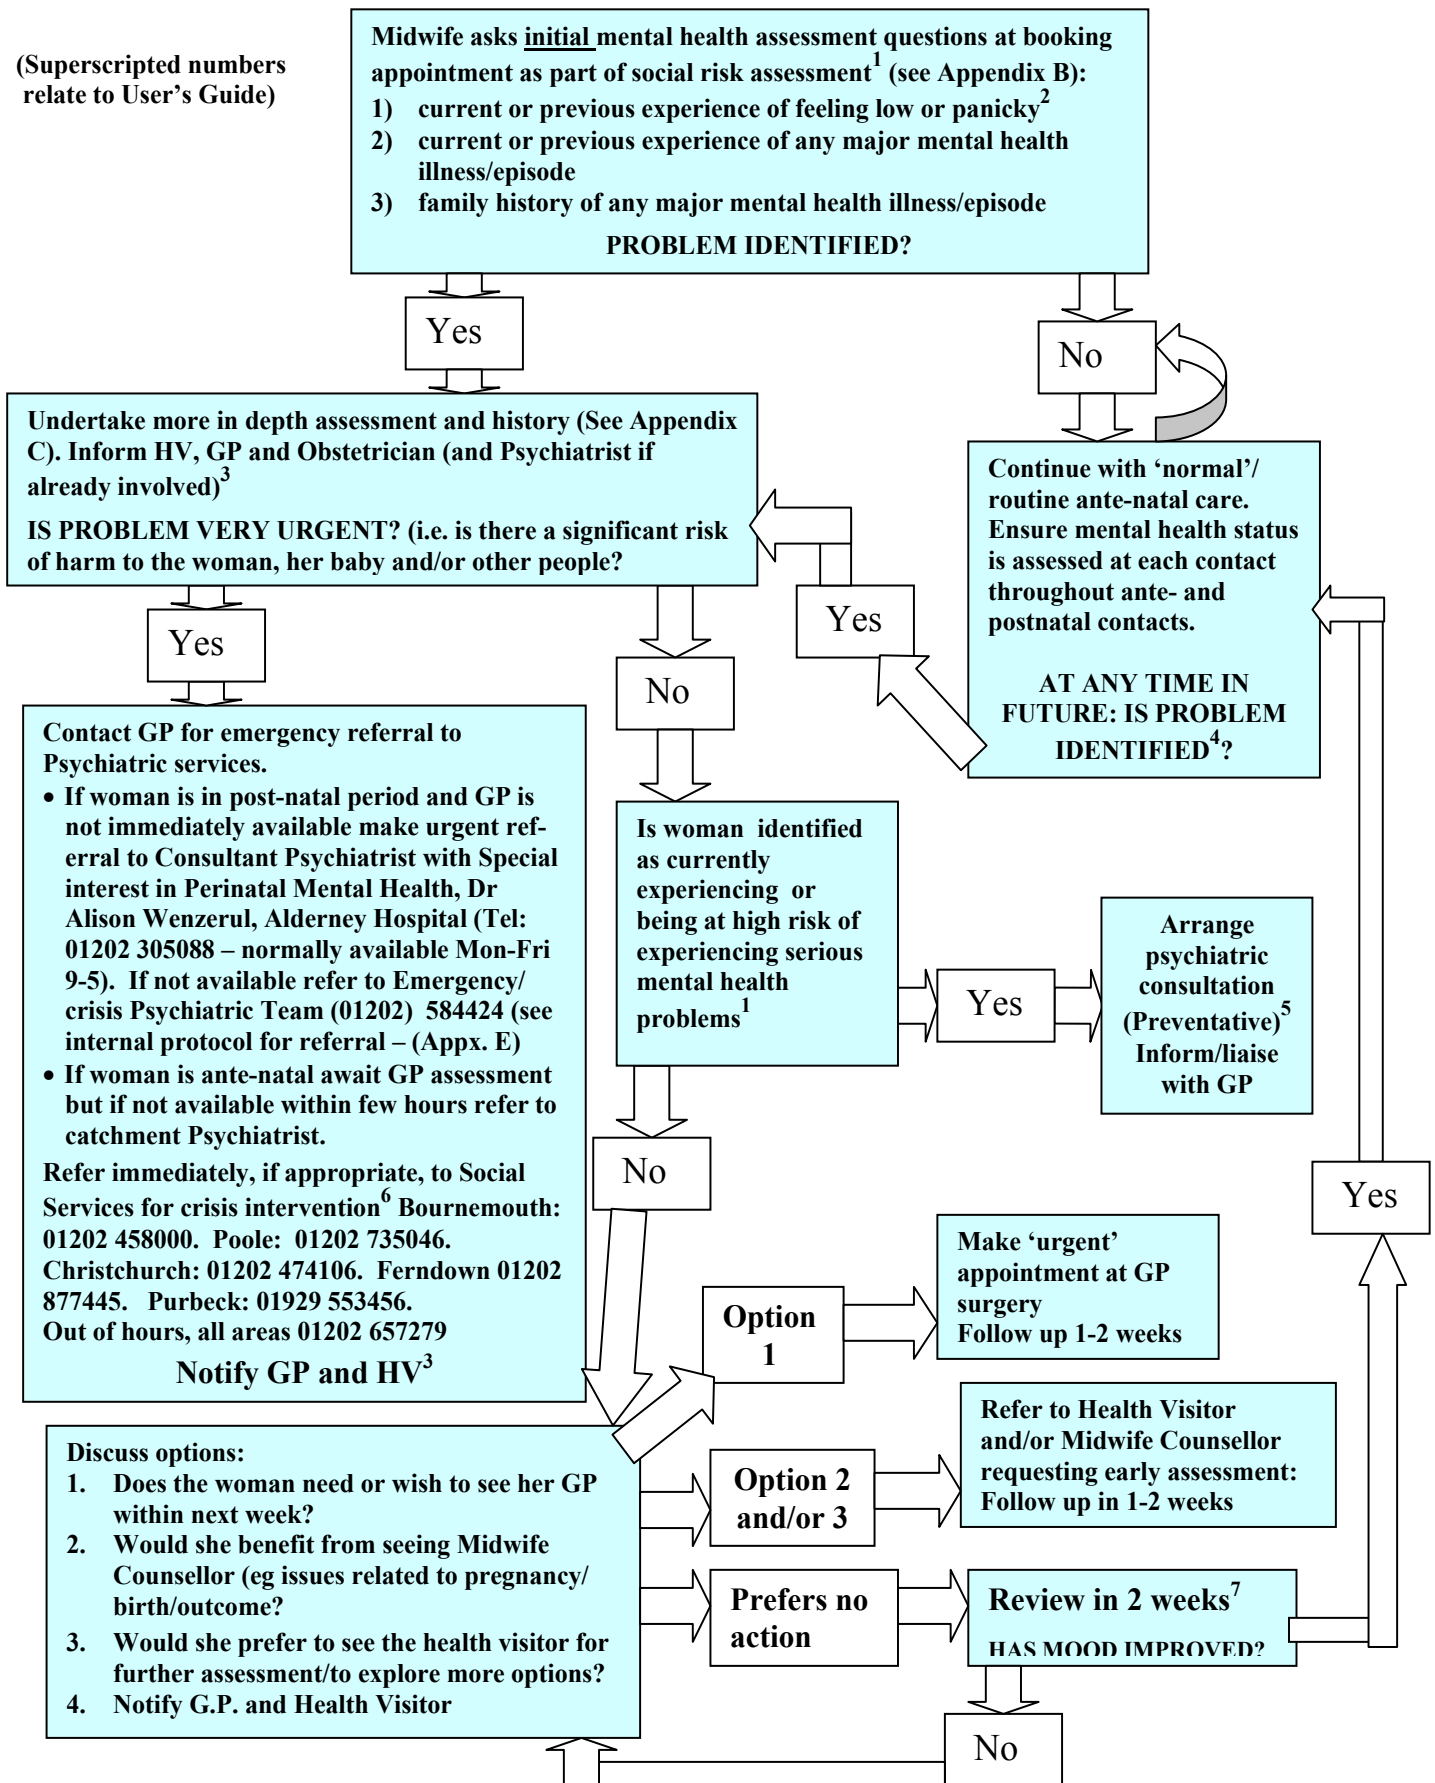 (Superscripted numbers
relate to User's Guide)
Midwife asks initial mental health assessment questions at booking
appointment as part of social risk assessment1 (see Appendix B):
1) current or previous experience of feeling low or panicky2
2) current or previous experience of any major mental health
illness/episode
3) family history of any major mental health illness/episode
PROBLEM IDENTIFIED?
Yes
No
Undertake more in depth assessment and history (See Appendix
C). Inform HV, GP and Obstetrician (and Psychiatrist if
already involved)3
IS PROBLEM VERY URGENT? (i.e. is there a significant risk
of harm to the woman, her baby and/or other people?
Continue with ‘normal’/
routine ante-natal care.
Ensure mental health status
is assessed at each contact
throughout ante- and
postnatal contacts.
AT ANY TIME IN
FUTURE: IS PROBLEM
IDENTIFIED4?
Yes
Yes
No
Contact GP for emergency referral to
Psychiatric services.
• If woman is in post-natal period and GP is
not immediately available make urgent ref-
erral to Consultant Psychiatrist with Special
interest in Perinatal Mental Health, Dr
Alison Wenzerul, Alderney Hospital (Tel:
01202 305088 – normally available Mon-Fri
9-5). If not available refer to Emergency/
crisis Psychiatric Team (01202) 584424 (see
internal protocol for referral – (Appx. E)
• If woman is ante-natal await GP assessment
but if not available within few hours refer to
catchment Psychiatrist.
Refer immediately, if appropriate, to Social
Services for crisis intervention6 Bournemouth:
01202 458000. Poole: 01202 735046.
Christchurch: 01202 474106. Ferndown 01202
877445. Purbeck: 01929 553456.
Out of hours, all areas 01202 657279
Notify GP and HV3
Is woman identified
as currently
experiencing or
being at high risk of
experiencing serious
mental health
problems1
Yes
Arrange
psychiatric
consultation
(Preventative)5
Inform/liaise
with GP
No
Yes
Make ‘urgent’
appointment at GP
surgery
Follow up 1-2 weeks
Option
1
Refer to Health Visitor
and/or Midwife Counsellor
requesting early assessment:
Follow up in 1-2 weeks
Discuss options:
1. Does the woman need or wish to see her GP
within next week?
2. Would she benefit from seeing Midwife
Counsellor (eg issues related to pregnancy/
birth/outcome?
3. Would she prefer to see the health visitor for
further assessment/to explore more options?
4. Notify G.P. and Health Visitor
Option 2
and/or 3
Prefers no
action
Review in 2 weeks7
HAS MOOD IMPROVED?
No